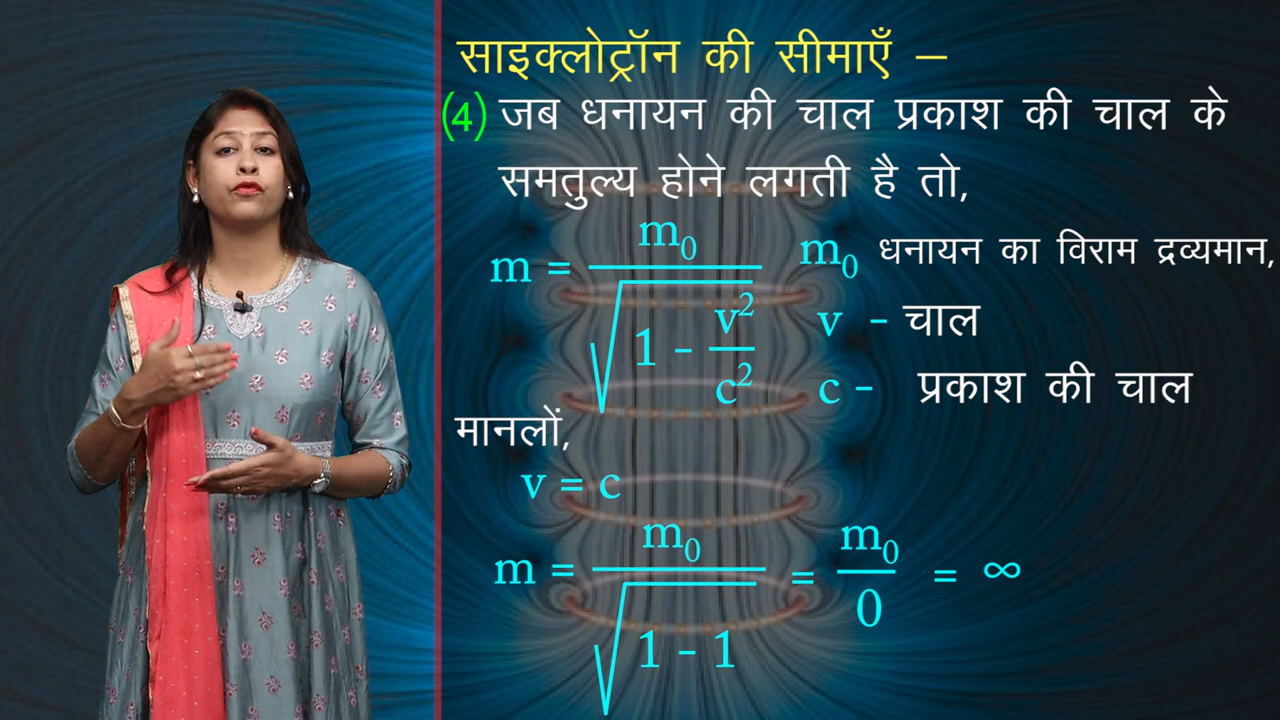 साइक्लोट्रॉन की सीमाएँ –
(4) जब धनायन की चाल प्रकाश की चाल के
समतुल्य होने लगती है तो,
m = m₀ / √(1 - v²/c²)
m₀ धनायन का विराम द्रव्यमान,
v - चाल
c - प्रकाश की चाल
मानलों,
v = c
m = m₀ / √(1 - 1) = m₀ / 0 = ∞